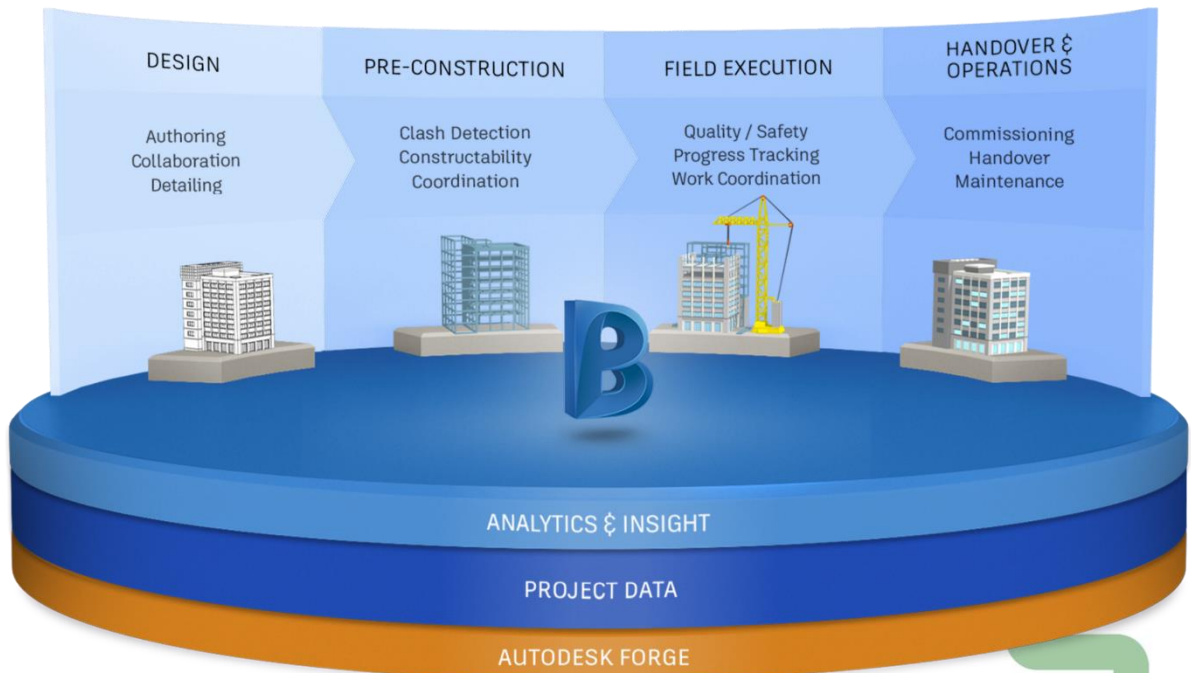 DESIGN
Authoring
Collaboration
Detailing
PRE-CONSTRUCTION
Clash Detection
Constructability
Coordination
FIELD EXECUTION
Quality / Safety
Progress Tracking
Work Coordination
HANDOVER &
OPERATIONS
Commissioning
Handover
Maintenance
B
ANALYTICS & INSIGHT
PROJECT DATA
AUTODESK FORGE